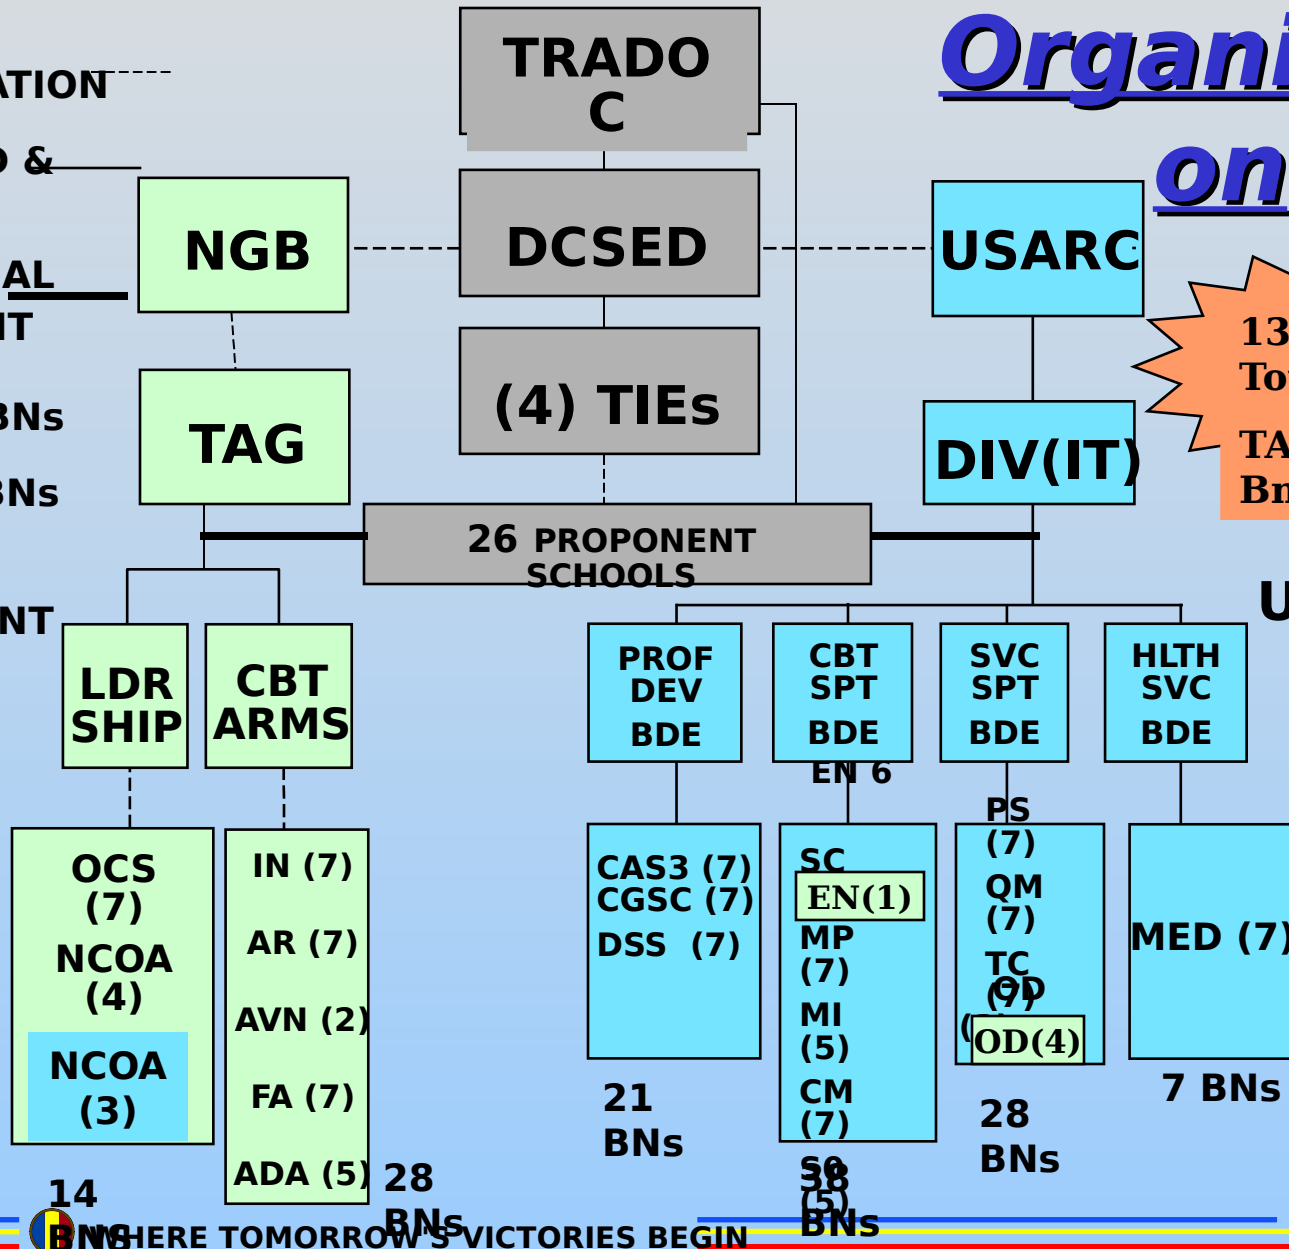 TRADO
C
Organi
on
ATION
&
NGB
DCSED
USARC
AL
IT
(4) TIEs
13
TAG
DIV(IT)
TA
Bn
BNs
BNs
26 PROPONENT
SCHOOLS
NT
U
LDR
SHIP
CBT
ARMS
PROF
DEV
BDE
CBT
SPT
BDE
EN 6
SVC
SPT
BDE
HLTH
SVC
BDE
OCS
(7)
NCOA
(4)
NCOA
(3)
14
BNS
IN (7)
AR (7)
AVN (2)
FA (7)
ADA (5)
28
BNs
CAS3 (7)
CGSC (7)
DSS (7)
21
BNs
SC
EN(1)
MP
(7)
MI
(5)
CM
(7)
(5)
38
BNs
PS
(7)
QM
(7)
TC
(7)
OD
OD(4)
28
BNs
MED (7)
7 BNs
WHERE TOMORROW'S VICTORIES BEGIN